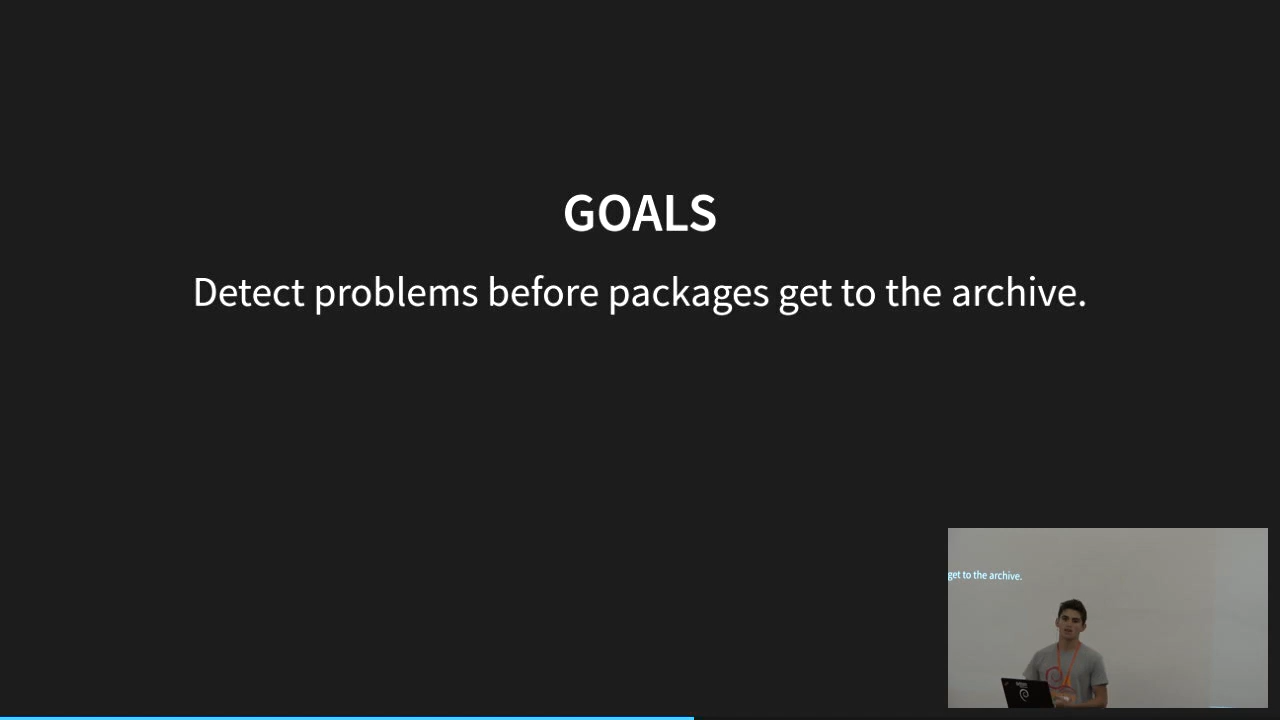 GOALS
Detect problems before packages get to the archive.
get to the archive.